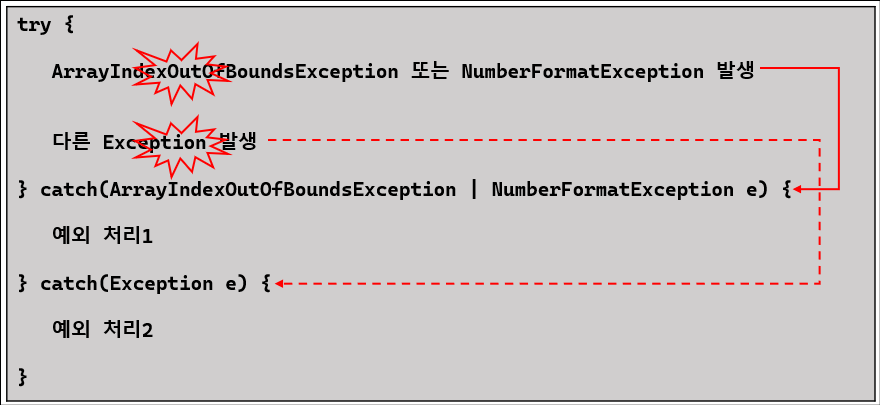 try {
ArrayIndexOutOfBoundsException 또는 NumberFormatException 발생
다른 Exception 발생
} catch(ArrayIndexOutOfBoundsException | NumberFormatException e) {
예외 처리1
} catch(Exception e) {
예외 처리2
}